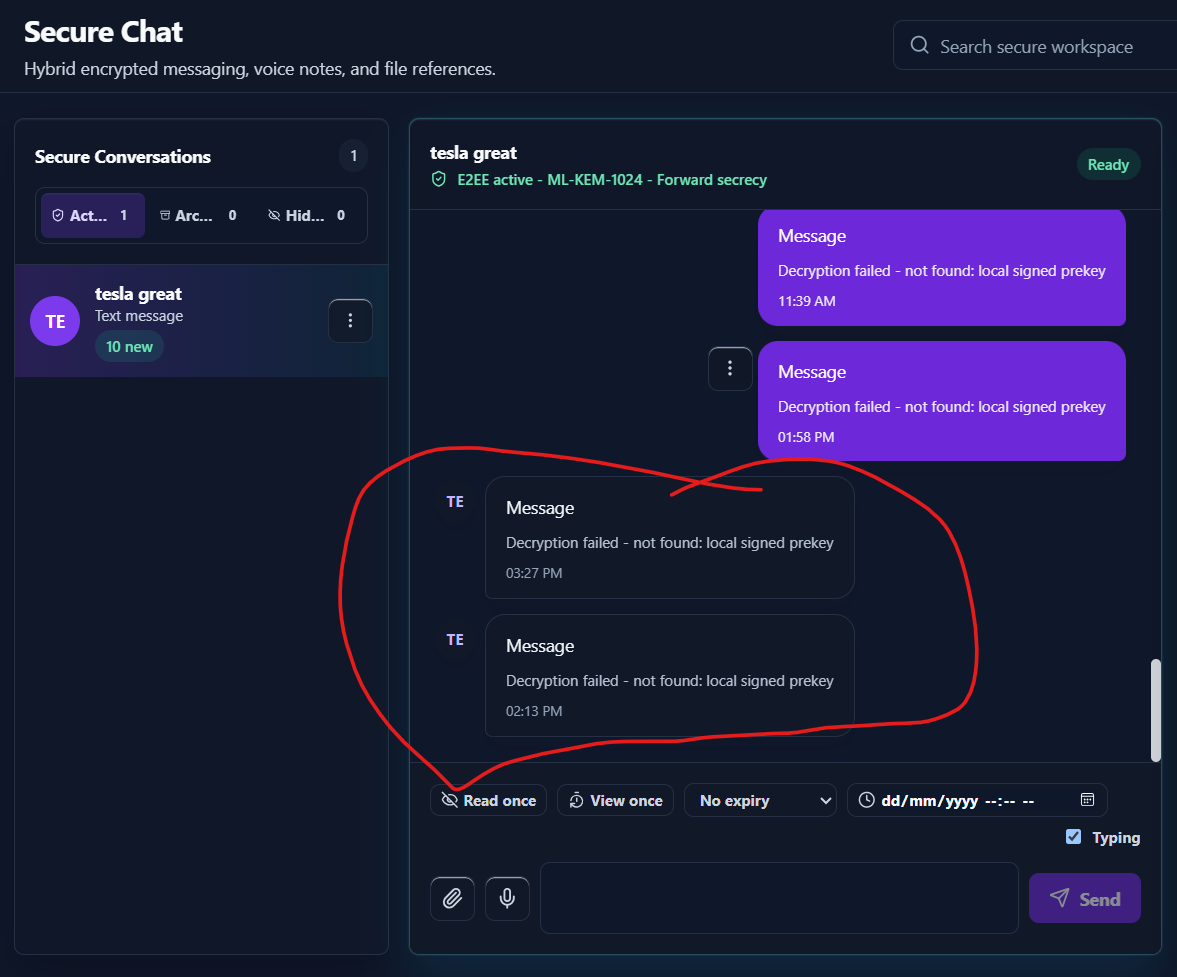 Secure Chat
Hybrid encrypted messaging, voice notes, and file references.
Search secure workspace
Secure Conversations
1
Act... 1
Arc... 0
Hid... 0
TE
tesla great
Text message
10 new
tesla great
E2EE active - ML-KEM-1024 - Forward secrecy
Ready
Message
Decryption failed - not found: local signed prekey
11:39 AM
Message
Decryption failed - not found: local signed prekey
01:58 PM
TE
Message
Decryption failed - not found: local signed prekey
03:27 PM
TE
Message
Decryption failed - not found: local signed prekey
02:13 PM
Read once
View once
No expiry
dd/mm/yyyy --:-- --
Typing
Send